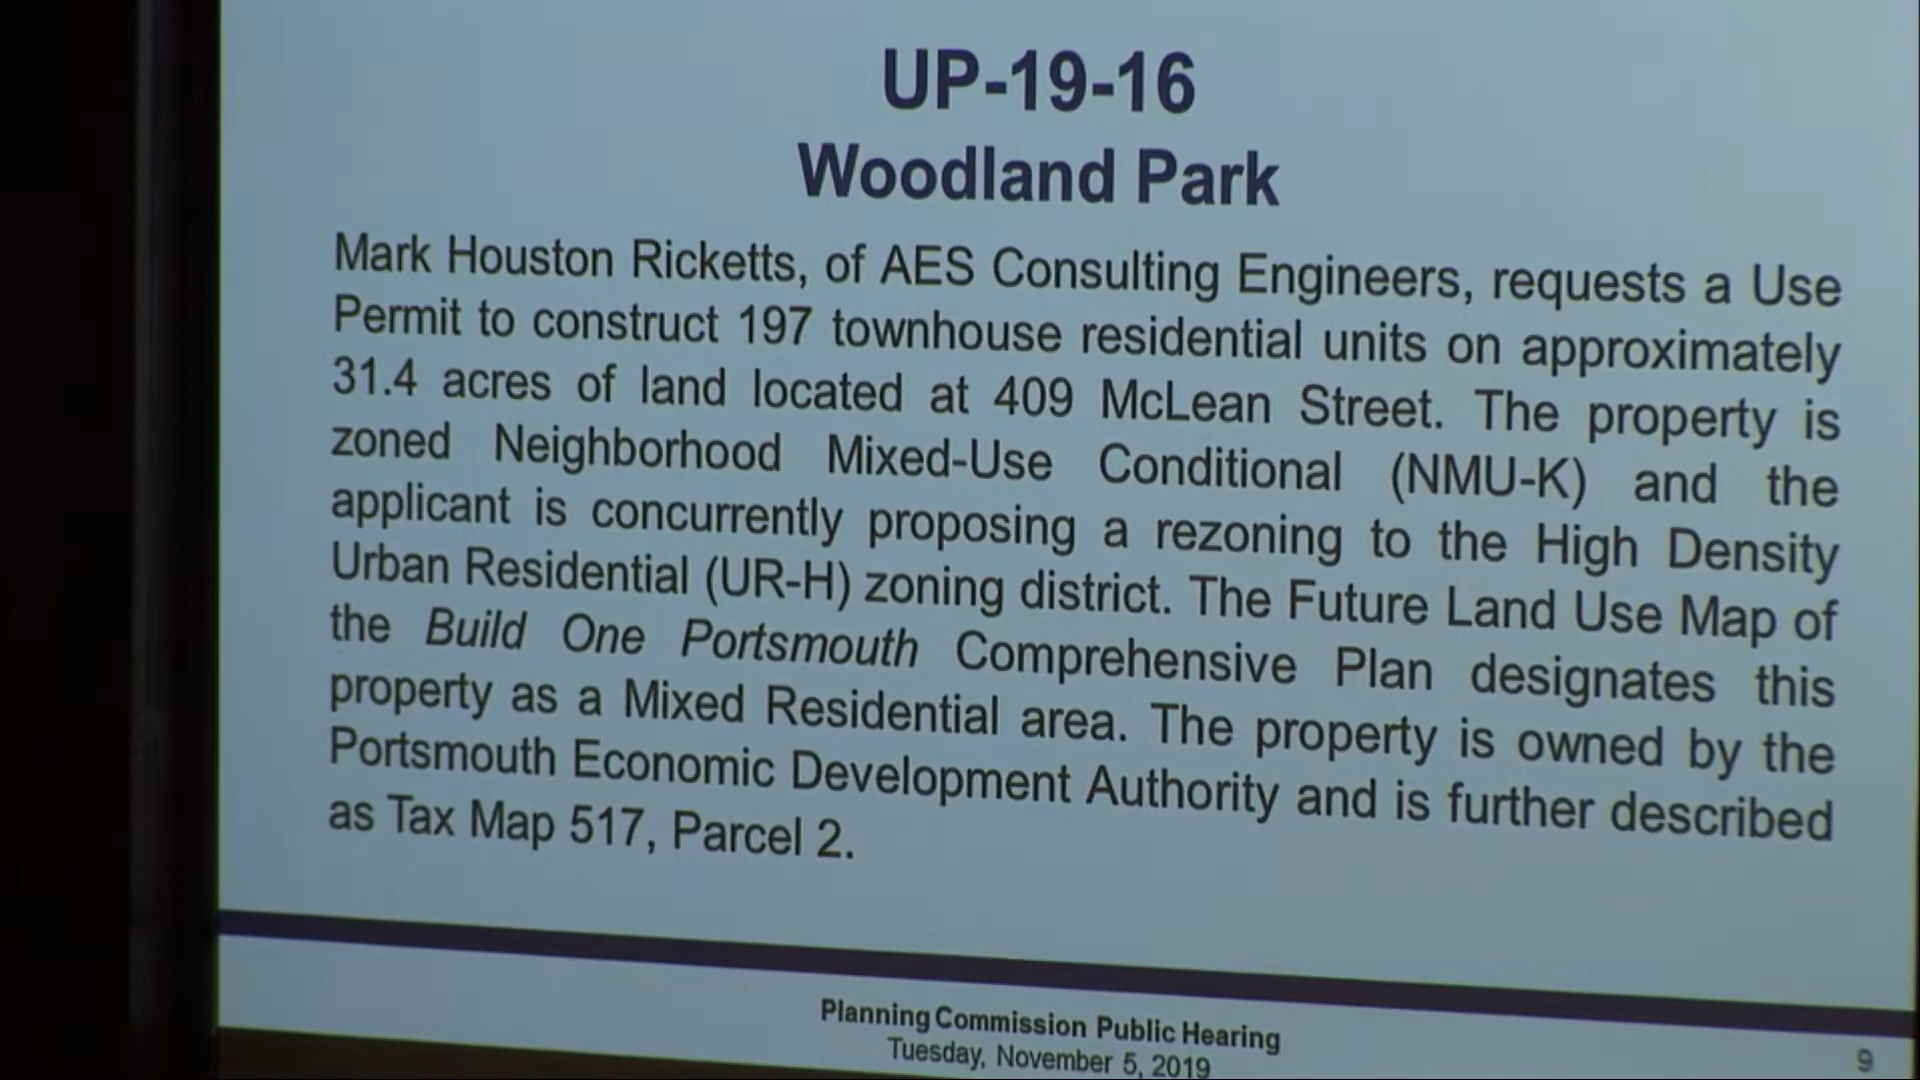 UP-19-16
Woodland Park
Mark Houston Ricketts, of AES Consulting Engineers, requests a Use
Permit to construct 197 townhouse residential units on approximately
31.4 acres of land located at 409 McLean Street. The property is
zoned Neighborhood Mixed-Use Conditional (NMU-K) and the
applicant is concurrently proposing a rezoning to the High Density
Urban Residential (UR-H) zoning district. The Future Land Use Map of
the Build One Portsmouth Comprehensive Plan designates this
property as a Mixed Residential area. The property is owned by the
Portsmouth Economic Development Authority and is further described
as Tax Map 517, Parcel 2.
Planning Commission Public Hearing
Tuesday, November 5, 2019
9